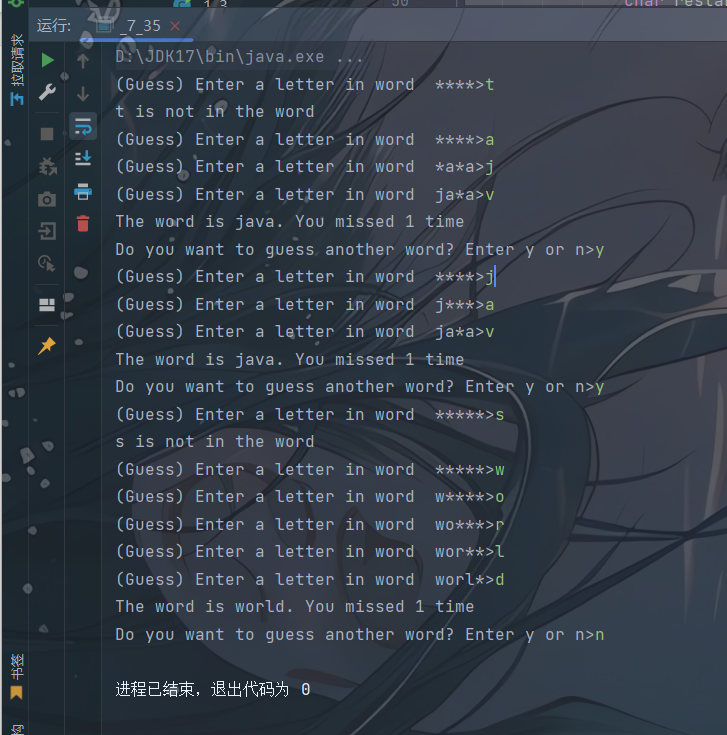 运行:
_7_35
拉取请求
D:\JDK17\bin\java.exe ...
(Guess) Enter a letter in word  ****>t
t is not in the word
(Guess) Enter a letter in word  ****>a
(Guess) Enter a letter in word  *a*a>j
(Guess) Enter a letter in word  ja*a>v
The word is java. You missed 1 time
Do you want to guess another word? Enter y or n>y
(Guess) Enter a letter in word  ****>j
(Guess) Enter a letter in word  j***>a
(Guess) Enter a letter in word  ja*a>v
The word is java. You missed 1 time
Do you want to guess another word? Enter y or n>y
(Guess) Enter a letter in word  *****>s
s is not in the word
(Guess) Enter a letter in word  *****>w
(Guess) Enter a letter in word  w****>o
(Guess) Enter a letter in word  wo***>r
(Guess) Enter a letter in word  wor**>l
(Guess) Enter a letter in word  worl*>d
The word is world. You missed 1 time
Do you want to guess another word? Enter y or n>n
进程已结束，退出代码为 0
书签